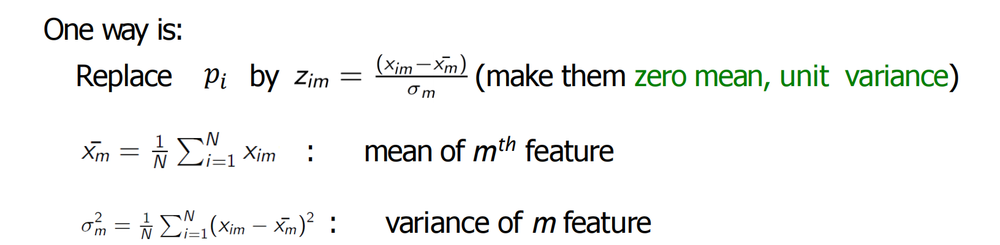 One way is:
Replace p_i by z_{im} = \frac{(x_{im} - \bar{x_m})}{\sigma_m} (make them zero mean, unit variance)
\bar{x_m} = \frac{1}{N} \sum_{i=1}^{N} x_{im} : mean of m^{th} feature
\sigma_m^2 = \frac{1}{N} \sum_{i=1}^{N} (x_{im} - \bar{x_m})^2 : variance of m feature